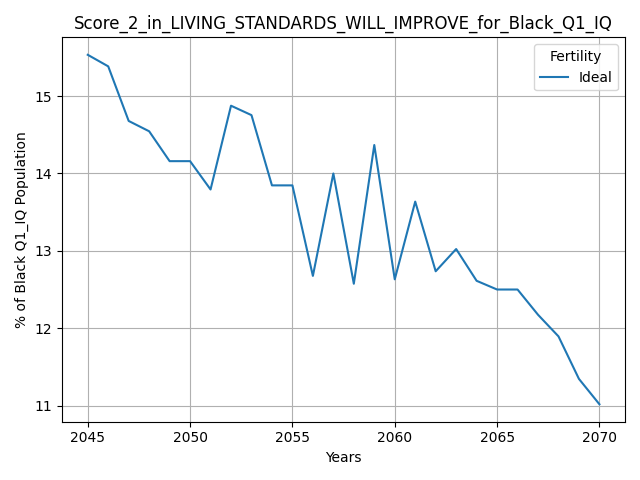 Score_2_in_LIVING_STANDARDS_WILL_IMPROVE_for_Black_Q1_IQ
Fertility
Ideal
% of Black Q1_IQ Population
15
14
13
12
11
2045 2050 2055 2060 2065 2070
Years